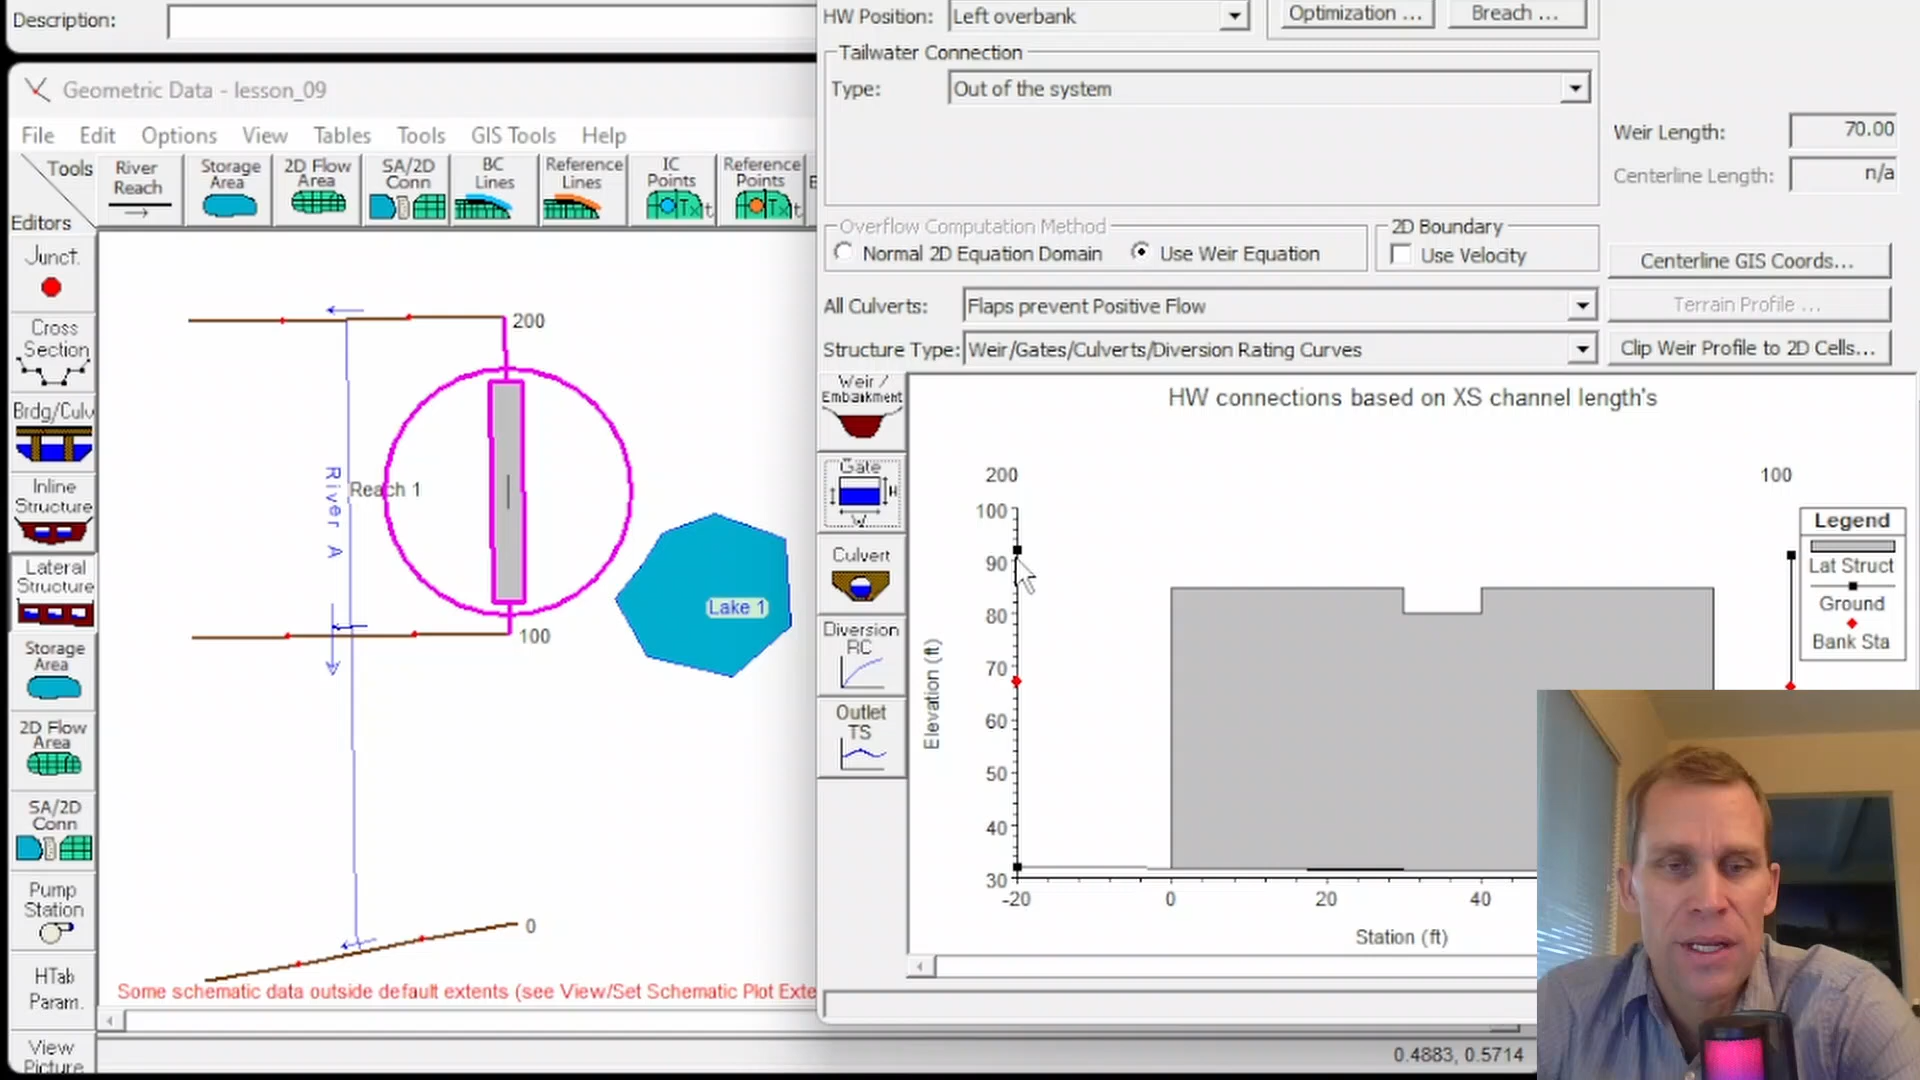 Description:
Geometric Data - lesson_09
File Edit Options View Tables Tools GIS Tools Help
Tools
Editors
River
Reach
Storage
Area
2D Flow
Area
SA/2D
Conn
BC
Lines
Reference
Lines
IC
Points
Reference
Points
Junct.
Cross
Section
Brdg/Culv
Inline
Structure
Lateral
Structure
Storage
Area
2D Flow
Area
SA/2D
Conn
Pump
Station
HTab
Param.
View
Picture
200
Reach 1
River A
Lake 1
100
0
Some schematic data outside default extents (see View/Set Schematic Plot Exte
HW Position: Left overbank
Optimization ...
Breach ...
Tailwater Connection
Type: Out of the system
Weir Length: 70.00
Centerline Length: n/a
Overflow Computation Method
Normal 2D Equation Domain
Use Weir Equation
2D Boundary
Use Velocity
Centerline GIS Coords...
All Culverts: Flaps prevent Positive Flow
Terrain Profile ...
Structure Type: Weir/Gates/Culverts/Diversion Rating Curves
Clip Weir Profile to 2D Cells...
Weir /
Embankment
Gate
H
W
Culvert
Diversion
RC
Outlet
TS
HW connections based on XS channel length's
200
100
100
90
80
70
60
50
40
30
Elevation (ft)
-20
0
20
40
Station (ft)
Legend
Lat Struct
Ground
Bank Sta
0.4883, 0.5714